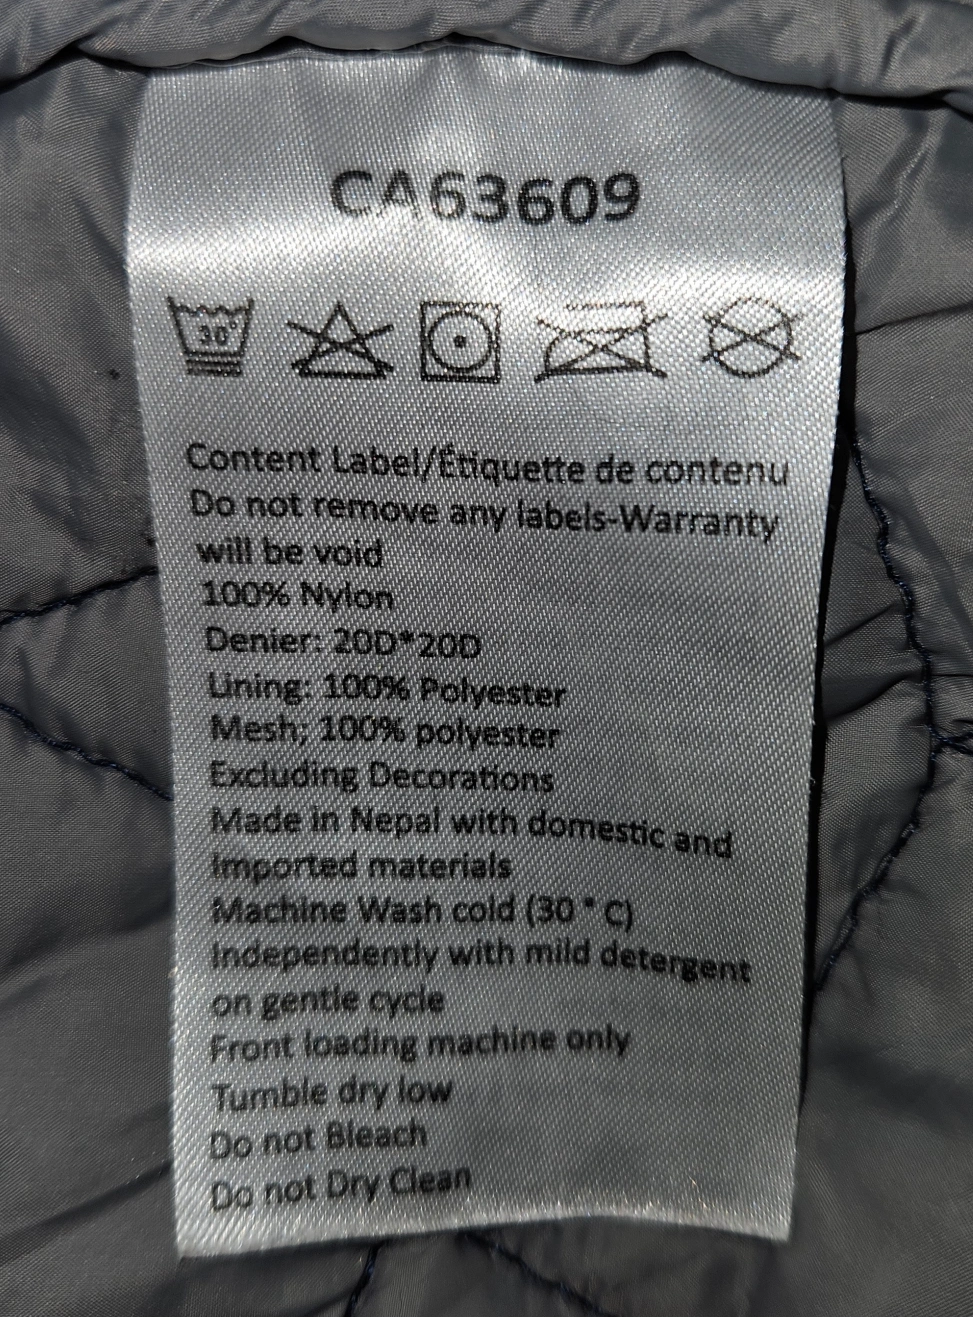 CA63609
30°
Content Label/Étiquette de contenu
Do not remove any labels-Warranty
will be void
100% Nylon
Denier: 20D*20D
Lining: 100% Polyester
Mesh; 100% polyester
Excluding Decorations
Made in Nepal with domestic and
Imported materials
Machine Wash cold (30 ° C)
Independently with mild detergent
on gentle cycle
Front loading machine only
Tumble dry low
Do not Bleach
Do not Dry Clean